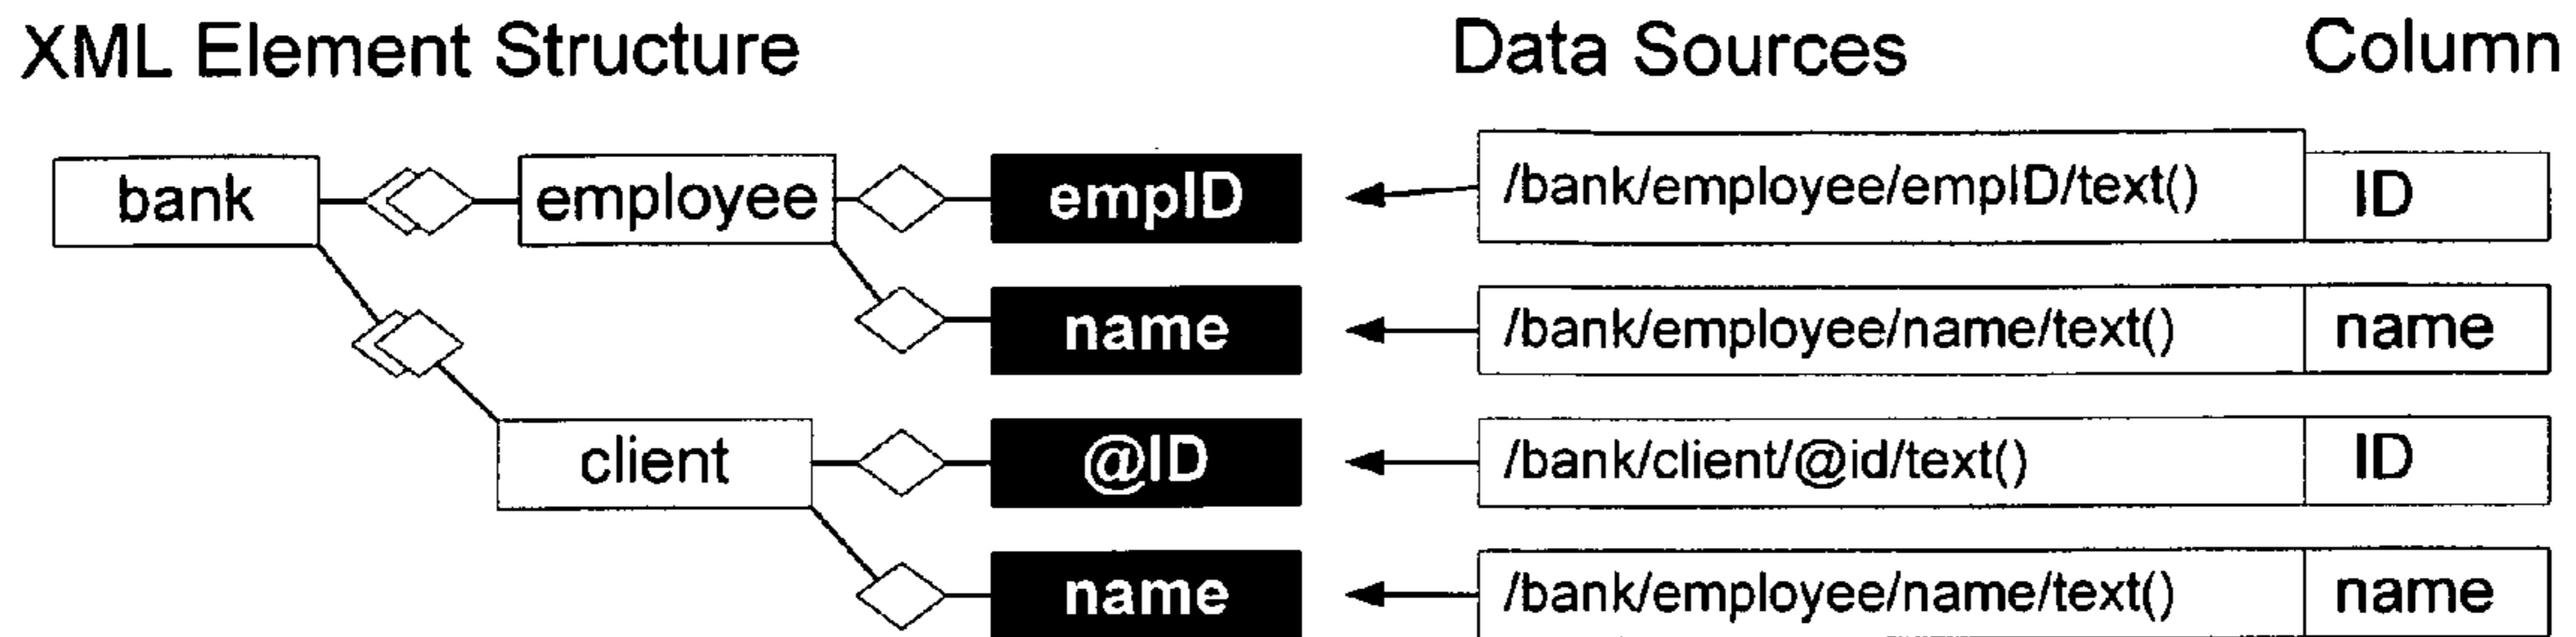 XML Element Structure Data Sources Column
bank employee empID /bank/employee/empID/text() ID
name /bank/employee/name/text() name
client @ID /bank/client/@id/text() ID
name /bank/employee/name/text() name